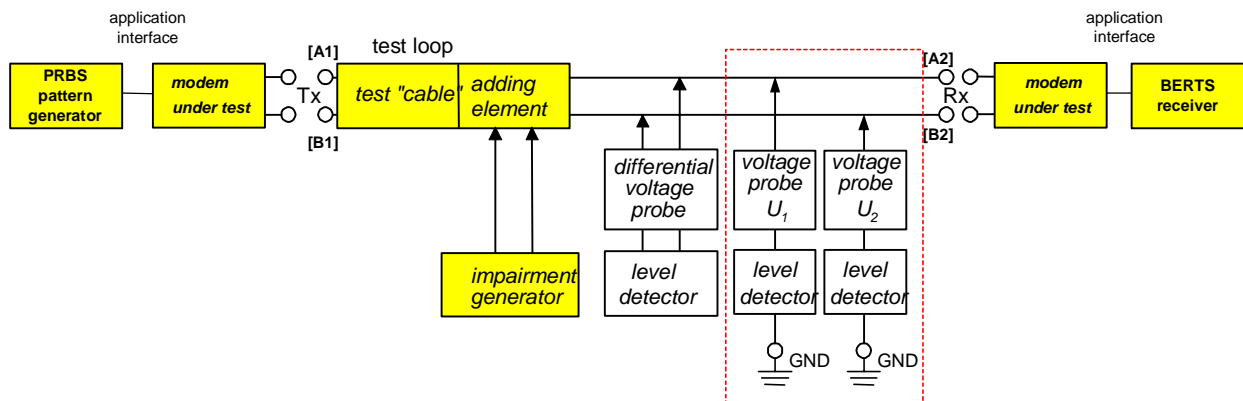 application
interface
PRBS
pattern
generator
modem
under test
Tx
[A1]
[B1]
test loop
test "cable"
adding
element
impairment
generator
differential
voltage
probe
level
detector
voltage
probe
U1
level
detector
GND
voltage
probe
U2
level
detector
GND
[A2]
Rx
[B2]
application
interface
modem
under test
BERTS
receiver